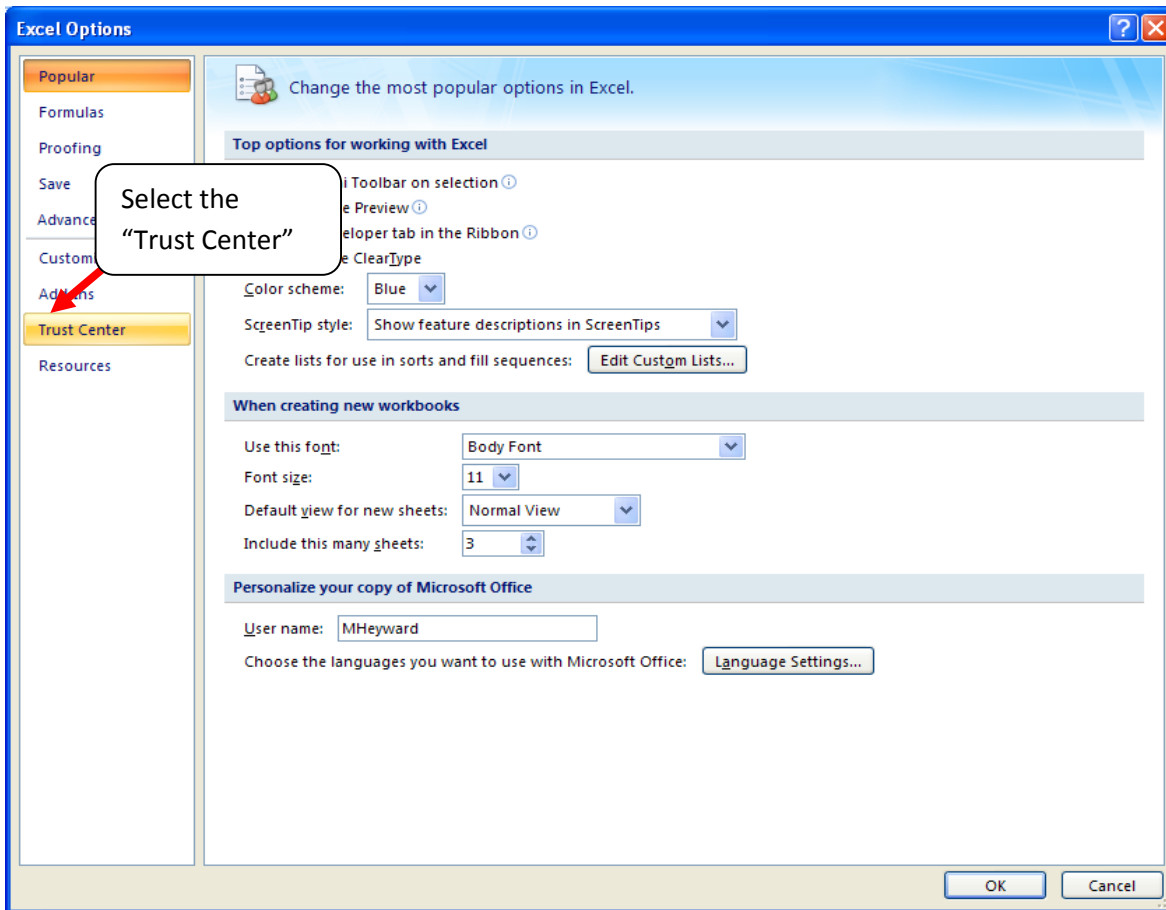 Excel Options
Popular
Formulas
Proofing
Save
Advance
Custom
Add-Ins
Trust Center
Resources
Change the most popular options in Excel.
Top options for working with Excel
i Toolbar on selection
e Preview
eloper tab in the Ribbon
e ClearType
Select the
“Trust Center”
Color scheme: Blue
ScreenTip style: Show feature descriptions in ScreenTips
Create lists for use in sorts and fill sequences: Edit Custom Lists...
When creating new workbooks
Use this font: Body Font
Font size: 11
Default view for new sheets: Normal View
Include this many sheets: 3
Personalize your copy of Microsoft Office
User name: MHeyward
Choose the languages you want to use with Microsoft Office: Language Settings...
OK Cancel